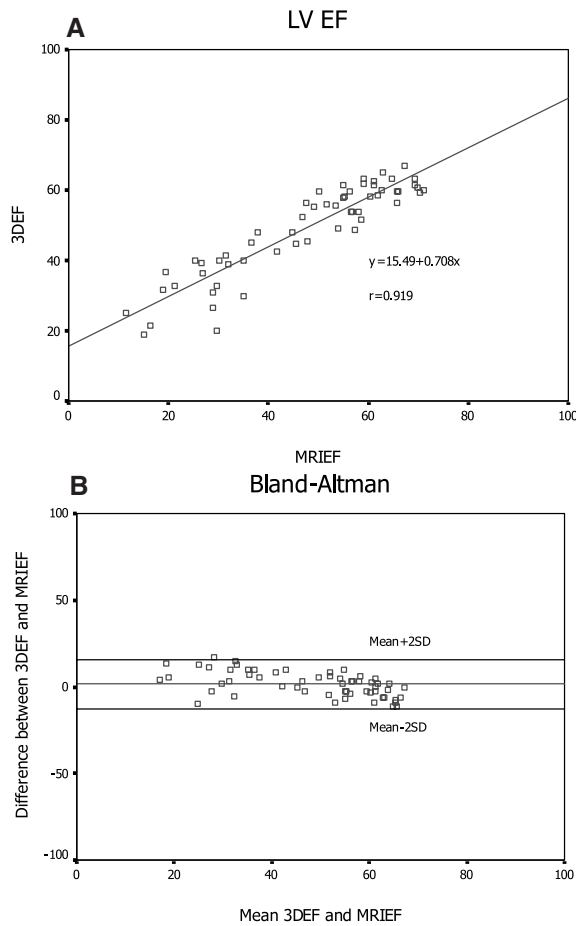 A
LV EF
100
80
60
40
20
0
3DEF
y=15.49+0.708x
r=0.919
0 20 40 60 80 100
MRIEF
B
Bland-Altman
100
50
0
-50
-100
Difference between 3DEF and MRIEF
Mean+2SD
Mean-2SD
0 20 40 60 80 100
Mean 3DEF and MRIEF